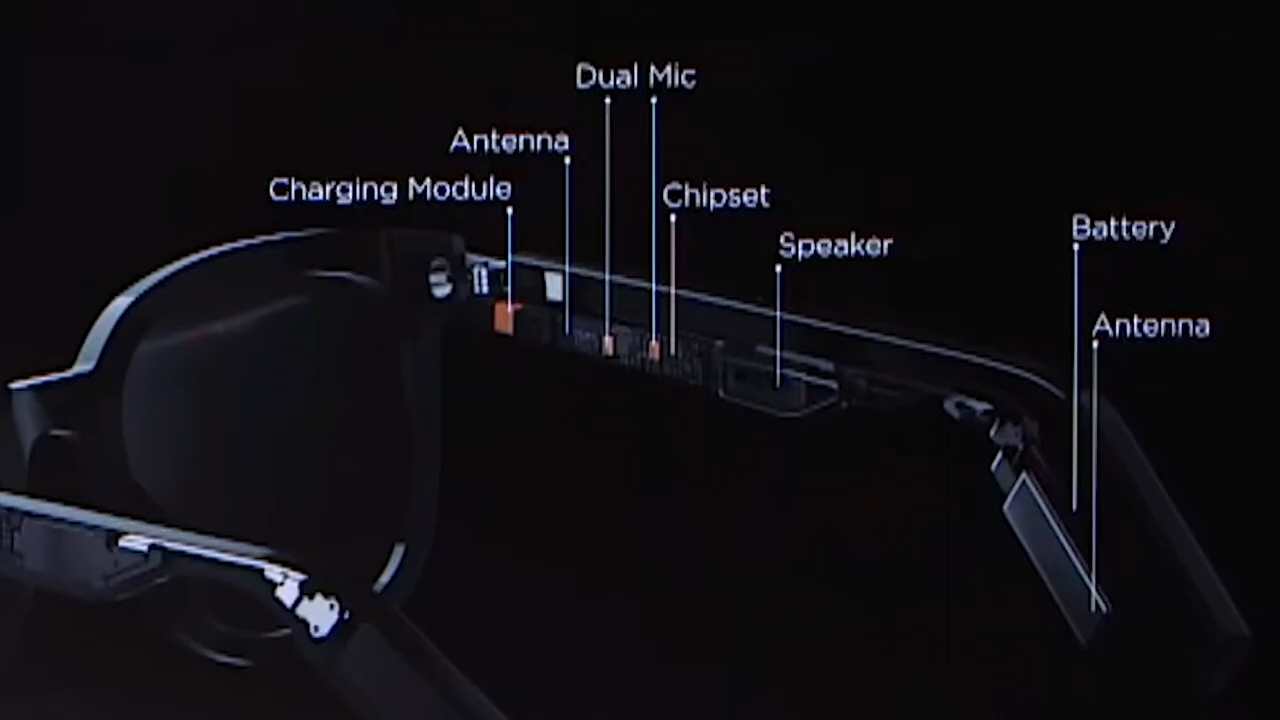 Dual Mic
Antenna
Charging Module
Chipset
Speaker
Battery
Antenna